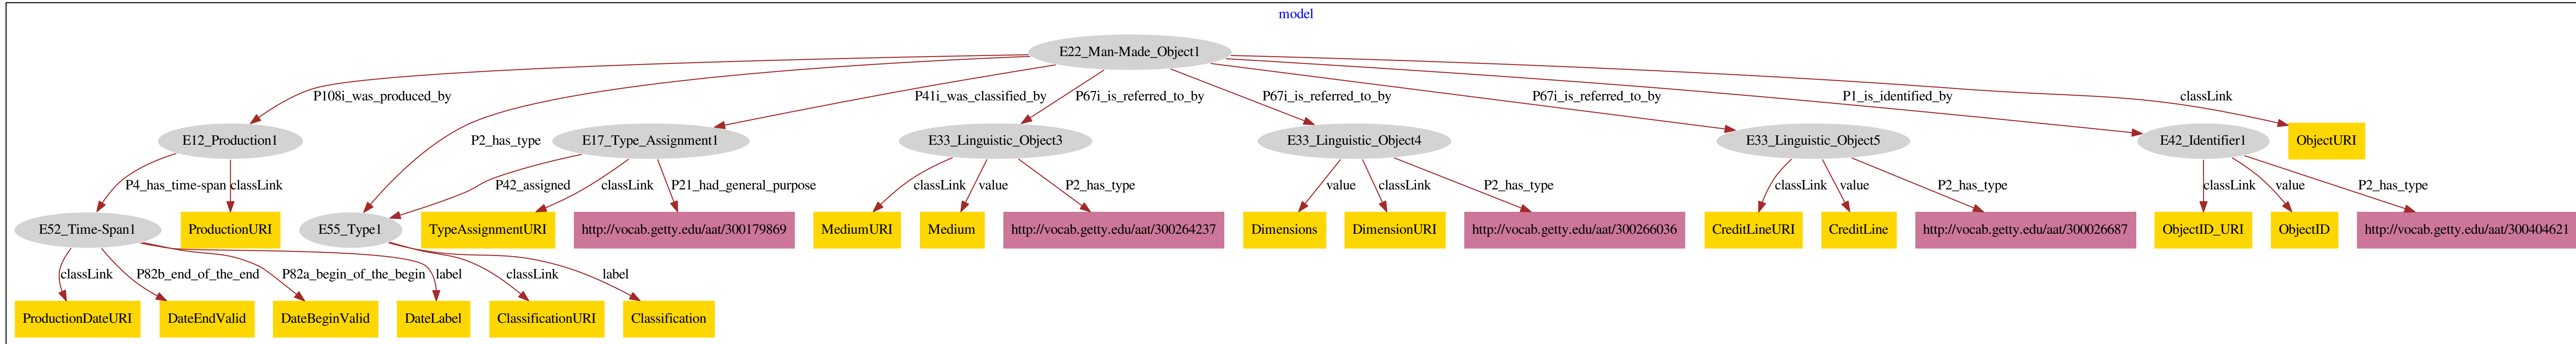 model
E22_Man-Made_Object1
P108i_was_produced_by
P41i_was_classified_by
P67i_is_referred_to_by
P67i_is_referred_to_by
P67i_is_referred_to_by
P1_is_identified_by
classLink
E12_Production1
P2_has_type
E17_Type_Assignment1
E33_Linguistic_Object3
E33_Linguistic_Object4
E33_Linguistic_Object5
E42_Identifier1
ObjectURI
P4_has_time-span
classLink
P42_assigned
classLink
P21_had_general_purpose
classLink
value
P2_has_type
value
classLink
P2_has_type
classLink
value
P2_has_type
classLink
value
P2_has_type
E52_Time-Span1
ProductionURI
E55_Type1
TypeAssignmentURI
http://vocab.getty.edu/aat/300179869
MediumURI
Medium
http://vocab.getty.edu/aat/300264237
Dimensions
DimensionURI
http://vocab.getty.edu/aat/300266036
CreditLineURI
CreditLine
http://vocab.getty.edu/aat/300026687
ObjectID_URI
ObjectID
http://vocab.getty.edu/aat/300404621
classLink
P82b_end_of_the_end
P82a_begin_of_the_begin
label
classLink
label
ProductionDateURI
DateEndValid
DateBeginValid
DateLabel
ClassificationURI
Classification